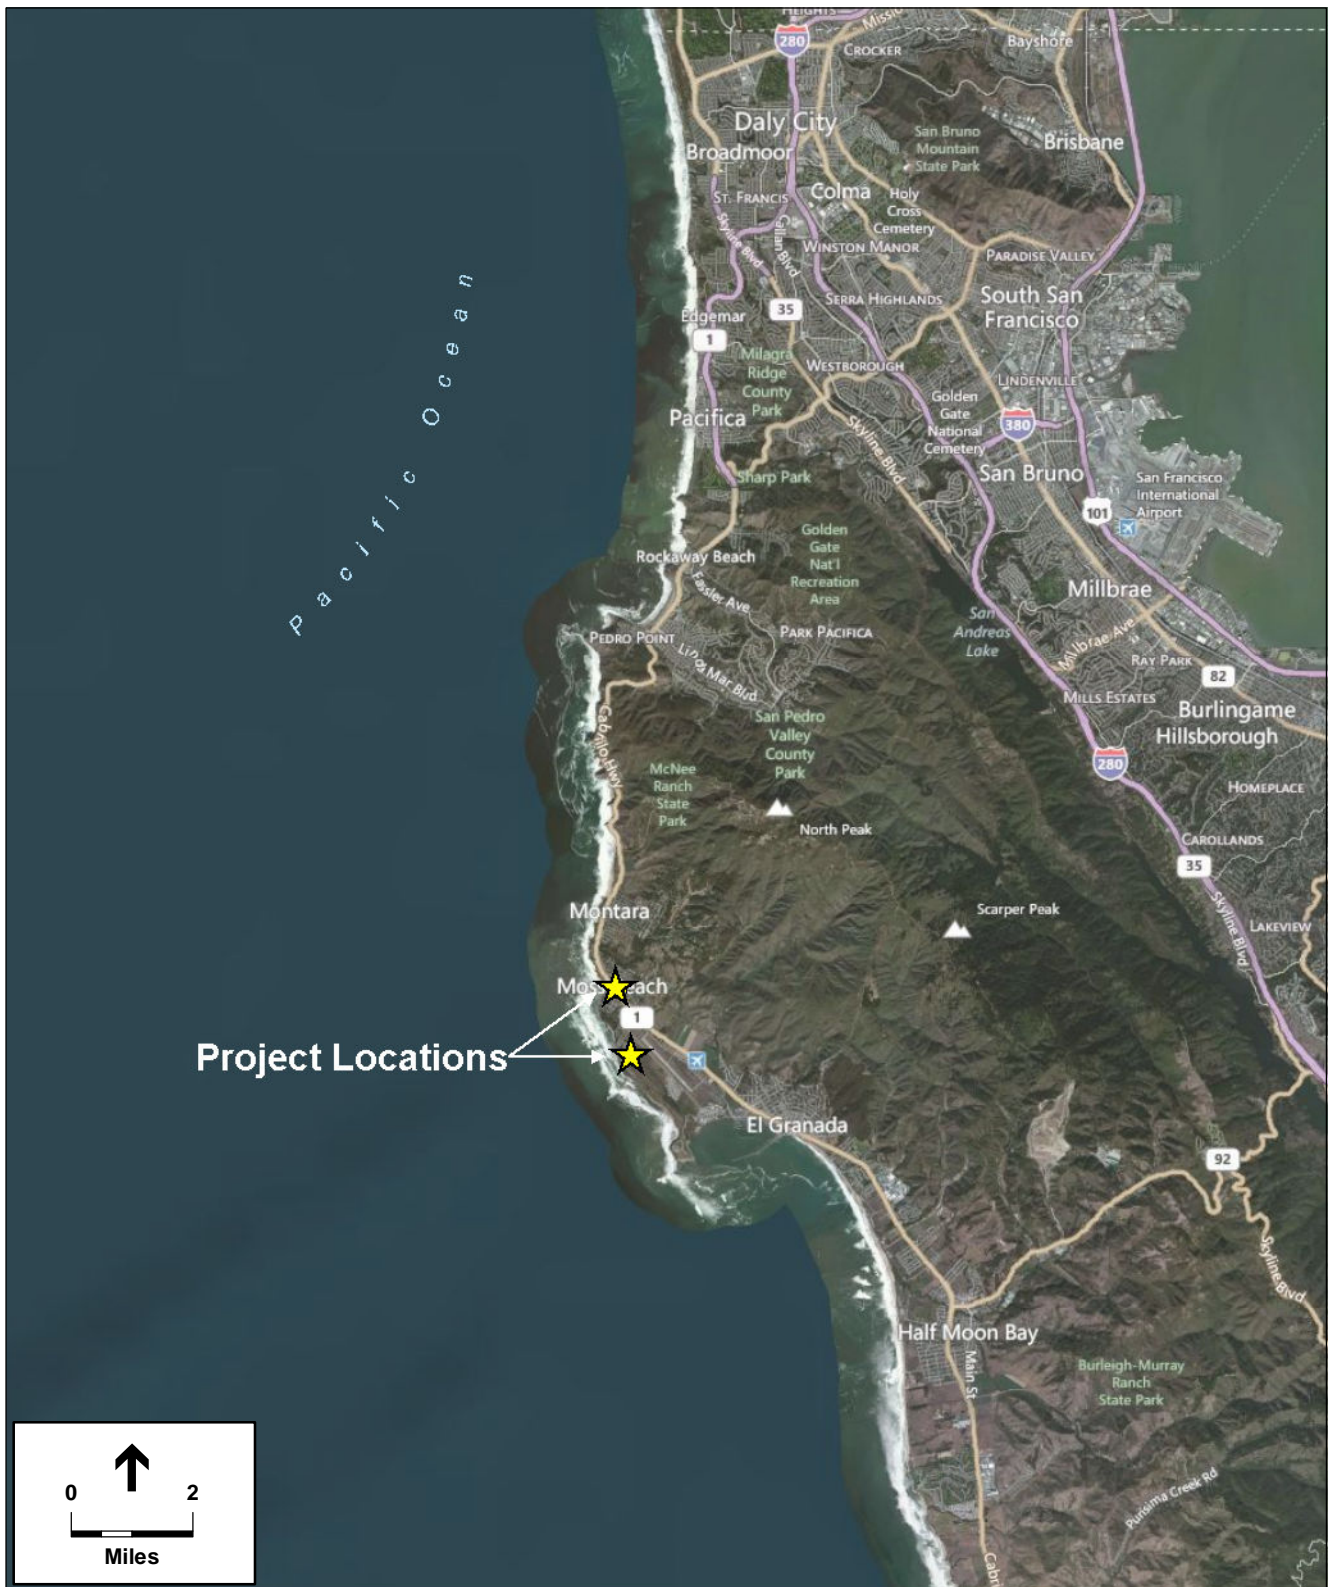 HEIGHTS
280
Missio
CROCKER
Bayshore
Daly City
Broadmoor
San Bruno
Mountain
State Park
Brisbane
ST. FRANCIS
Colma
Holy
Cross
Cemetery
Skyline Blvd
Callan Blvd
WINSTON MANOR
PARADISE VALLEY
SERRA HIGHLANDS
South San
Francisco
Edgemar
35
1
Milagra
Ridge
County
Park
WESTBOROUGH
LINDENVILLE
Pacifica
Golden
Gate
National
Cemetery
380
Skyline Blvd
San Bruno
Sharp Park
San Francisco
International
Airport
101
Pacific Ocean
Rockaway Beach
Golden
Gate
Nat'l
Recreation
Area
Fassler Ave
Millbrae
San
Andreas
Lake
PEDRO POINT
PARK PACIFICA
Linda Mar Blvd
Millbrae Ave
RAY PARK
82
MILLS ESTATES
Burlingame
Hillsborough
Cabrillo Hwy
San Pedro
Valley
County
Park
280
McNee
Ranch
State
Park
HOMEPLACE
North Peak
CAROLLANDS
35
Skyline Blvd
Montara
Scarper Peak
LAKEVIEW
1
Project Locations
El Granada
92
Skyline Blvd
Half Moon Bay
Main St
Burleigh-Murray
Ranch
State Park
Purisima Creek Rd
Cabri
0 2
Miles